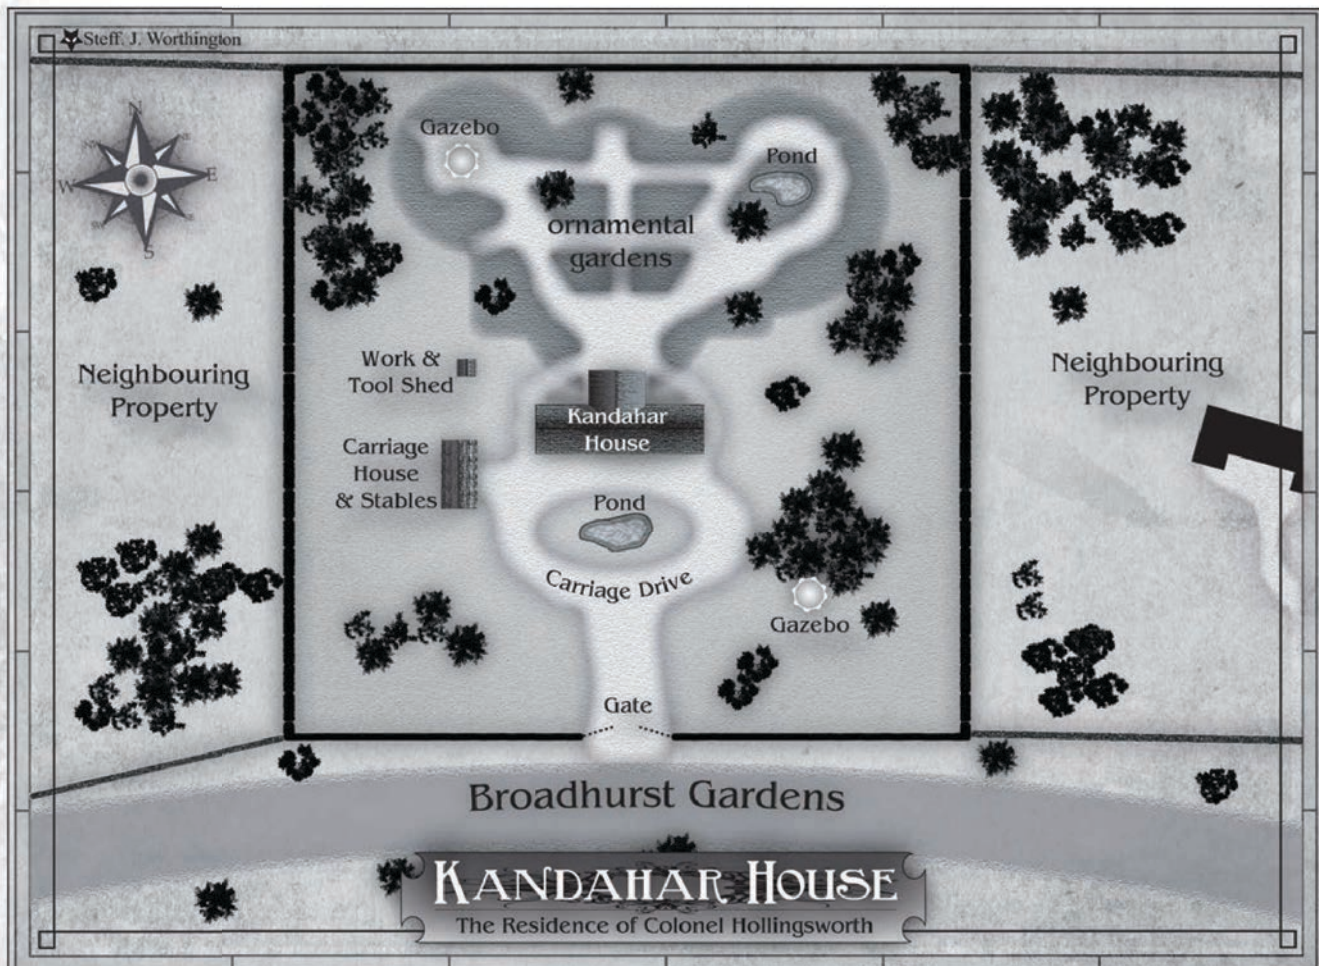 Steff. J. Worthington
N
W
E
S
Gazebo
Pond
ornamental
gardens
Work &
Tool Shed
Neighbouring
Property
Neighbouring
Property
Kandahar
House
Carriage
House
& Stables
Pond
Carriage Drive
Gazebo
Gate
Broadhurst Gardens
KANDAHAR HOUSE
The Residence of Colonel Hollingsworth